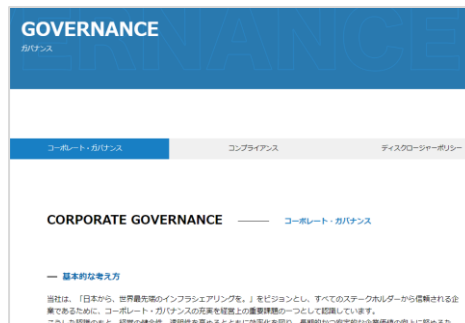 GOVERNANCE
ガバナンス
コーポレート・ガバナンス
コンプライアンス
ディスクロージャーポリシー
CORPORATE GOVERNANCE
コーポレート・ガバナンス
基本的な考え方
当社は、「日本から、世界最先端のインフラシェアリングを。」をビジョンとし、すべてのステークホルダーから信頼される企
業であるために、コーポレート・ガバナンスの充実を経営上の重要課題の一つとして認識しています。